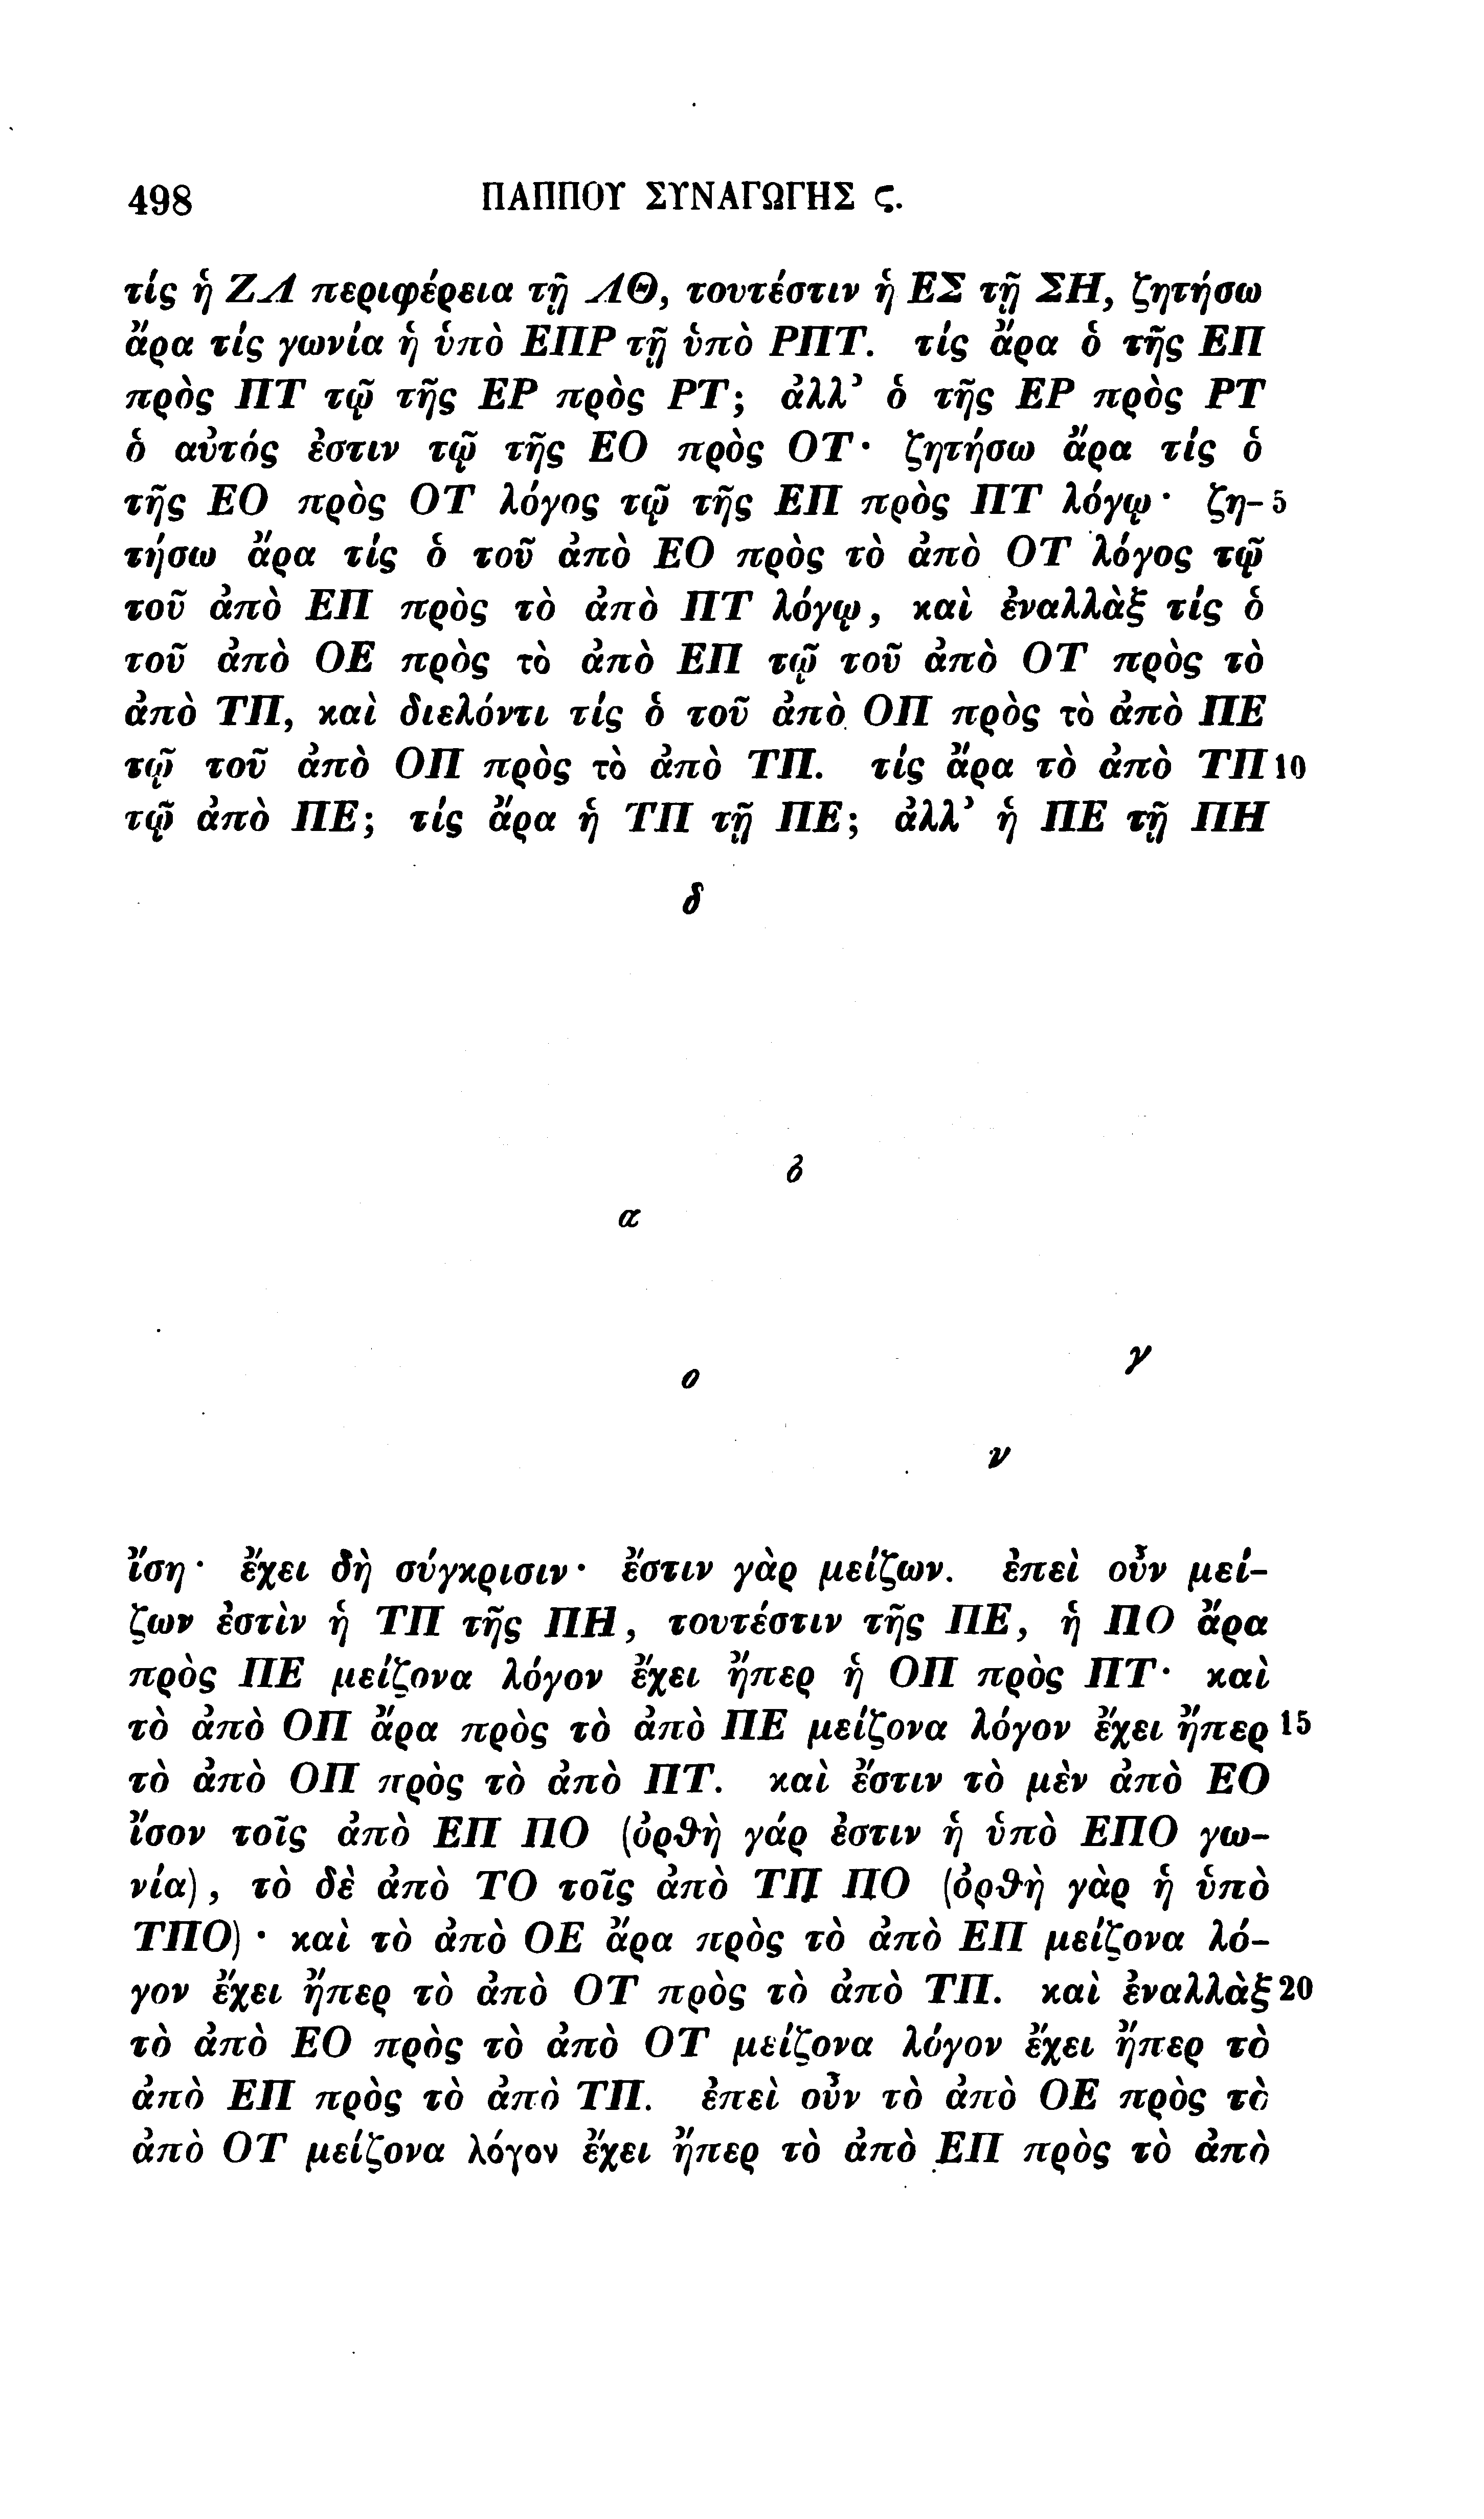 498 ΠΑΠΠΟΥ ΣΥΝΑΓΩΓΗΣ ϛ.
τίς ἡ ΖΛ περιφέρεια τῇ ΛΘ, τουτέστιν ἡ ΕΣ τῇ ΣΗ, ζητήσω
ἄρα τίς γωνία ἡ ὑπὸ ΕΠΡ τῇ ὑπὸ ΡΠΤ. τίς ἄρα ὁ τῆς ΕΠ
πρὸς ΠΤ τῷ τῆς ΕΡ πρὸς ΡΤ; ἀλλ’ ὁ τῆς ΕΡ πρὸς ΡΤ
ὁ αὐτός ἐστιν τῷ τῆς ΕΟ πρὸς ΟΤ· ζητήσω ἄρα τίς ὁ
τῆς ΕΟ πρὸς ΟΤ λόγος τῷ τῆς ΕΠ πρὸς ΠΤ λόγῳ· ζη- 5
τήσω ἄρα τίς ὁ τοῦ ἀπὸ ΕΟ πρὸς τὸ ἀπὸ ΟΤ λόγος τῷ
τοῦ ἀπὸ ΕΠ πρὸς τὸ ἀπὸ ΠΤ λόγῳ, καὶ ἐναλλὰξ τίς ὁ
τοῦ ἀπὸ ΟΕ πρὸς τὸ ἀπὸ ΕΠ τῷ τοῦ ἀπὸ ΟΤ πρὸς τὸ
ἀπὸ ΤΠ, καὶ διελόντι τίς ὁ τοῦ ἀπὸ ΟΠ πρὸς τὸ ἀπὸ ΠΕ
τῷ τοῦ ἀπὸ ΟΠ πρὸς τὸ ἀπὸ ΤΠ. τίς ἄρα τὸ ἀπὸ ΤΠ 10
τῷ ἀπὸ ΠΕ; τίς ἄρα ἡ ΤΠ τῇ ΠΕ; ἀλλ’ ἡ ΠΕ τῇ ΠΗ
δ
α
ο
γ
ν
ἴση· ἔχει δὴ σύγκρισιν· ἔστιν γὰρ μείζων. ἐπεὶ οὖν μεί-
ζων ἐστὶν ἡ ΤΠ τῆς ΠΗ, τουτέστιν τῆς ΠΕ, ἡ ΠΟ ἄρα
πρὸς ΠΕ μείζονα λόγον ἔχει ἤπερ ἡ ΟΠ πρὸς ΠΤ· καὶ
τὸ ἀπὸ ΟΠ ἄρα πρὸς τὸ ἀπὸ ΠΕ μείζονα λόγον ἔχει ἤπερ 15
τὸ ἀπὸ ΟΠ πρὸς τὸ ἀπὸ ΠΤ. καὶ ἔστιν τὸ μὲν ἀπὸ ΕΟ
ἴσον τοῖς ἀπὸ ΕΠ ΠΟ (ὀρθὴ γάρ ἐστιν ἡ ὑπὸ ΕΠΟ γω-
νία), τὸ δὲ ἀπὸ ΤΟ τοῖς ἀπὸ ΤΠ ΠΟ (ὀρθὴ γὰρ ἡ ὑπὸ
ΤΠΟ)· καὶ τὸ ἀπὸ ΟΕ ἄρα πρὸς τὸ ἀπὸ ΕΠ μείζονα λό-
γον ἔχει ἤπερ τὸ ἀπὸ ΟΤ πρὸς τὸ ἀπὸ ΤΠ. καὶ ἐναλλὰξ 20
τὸ ἀπὸ ΕΟ πρὸς τὸ ἀπὸ ΟΤ μείζονα λόγον ἔχει ἤπερ τὸ
ἀπὸ ΕΠ πρὸς τὸ ἀπὸ ΤΠ. ἐπεὶ οὖν τὸ ἀπὸ ΟΕ πρὸς τὸ
ἀπὸ ΟΤ μείζονα λόγον ἔχει ἤπερ τὸ ἀπὸ ΕΠ πρὸς τὸ ἀπὸ